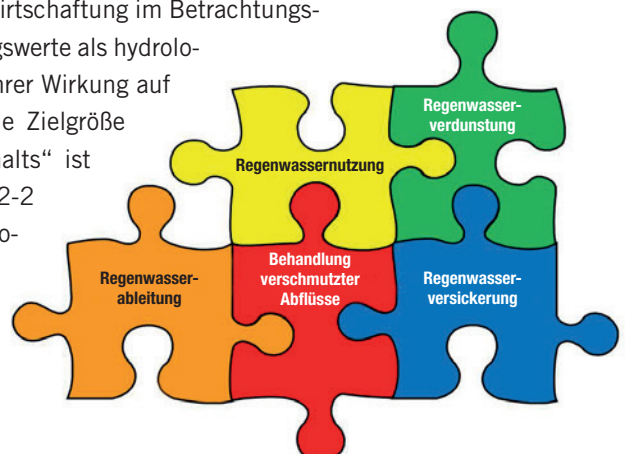 irtschaftung im Betrachtungs-
gswerte als hydrolo-
hrer Wirkung auf
e Zielgröße
alts“ ist
2-2
o-
Regenwasser-
verdunstung
Regenwassernutzung
Regenwasser-
ableitung
Behandlung
verschmutzter
Abflüsse
Regenwasser-
versickerung